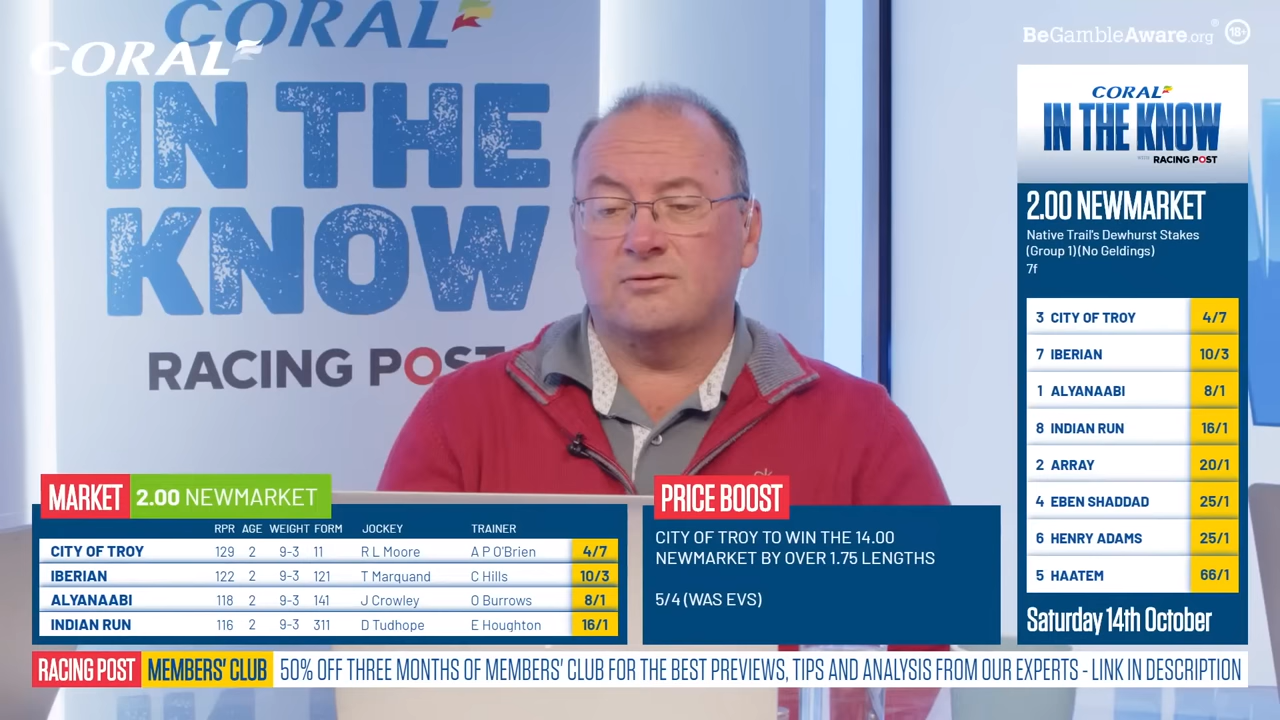 CORAL
CORAL
BeGambleAware.org® 18+
IN THE
KNOW
RACING POST
CORAL
IN THE KNOW
WITH RACING POST
2.00 NEWMARKET
Native Trail's Dewhurst Stakes
(Group 1)(No Geldings)
7f
3 CITY OF TROY 4/7
7 IBERIAN 10/3
1 ALYANAABI 8/1
8 INDIAN RUN 16/1
2 ARRAY 20/1
4 EBEN SHADDAD 25/1
6 HENRY ADAMS 25/1
5 HAATEM 66/1
Saturday 14th October
MARKET 2.00 NEWMARKET
RPR AGE WEIGHT FORM JOCKEY TRAINER
CITY OF TROY 129 2 9-3 11 R L Moore A P O'Brien 4/7
IBERIAN 122 2 9-3 121 T Marquand C Hills 10/3
ALYANAABI 118 2 9-3 141 J Crowley O Burrows 8/1
INDIAN RUN 116 2 9-3 311 D Tudhope E Houghton 16/1
PRICE BOOST
CITY OF TROY TO WIN THE 14.00
NEWMARKET BY OVER 1.75 LENGTHS
5/4 (WAS EVS)
RACING POST MEMBERS' CLUB 50% OFF THREE MONTHS OF MEMBERS' CLUB FOR THE BEST PREVIEWS, TIPS AND ANALYSIS FROM OUR EXPERTS - LINK IN DESCRIPTION